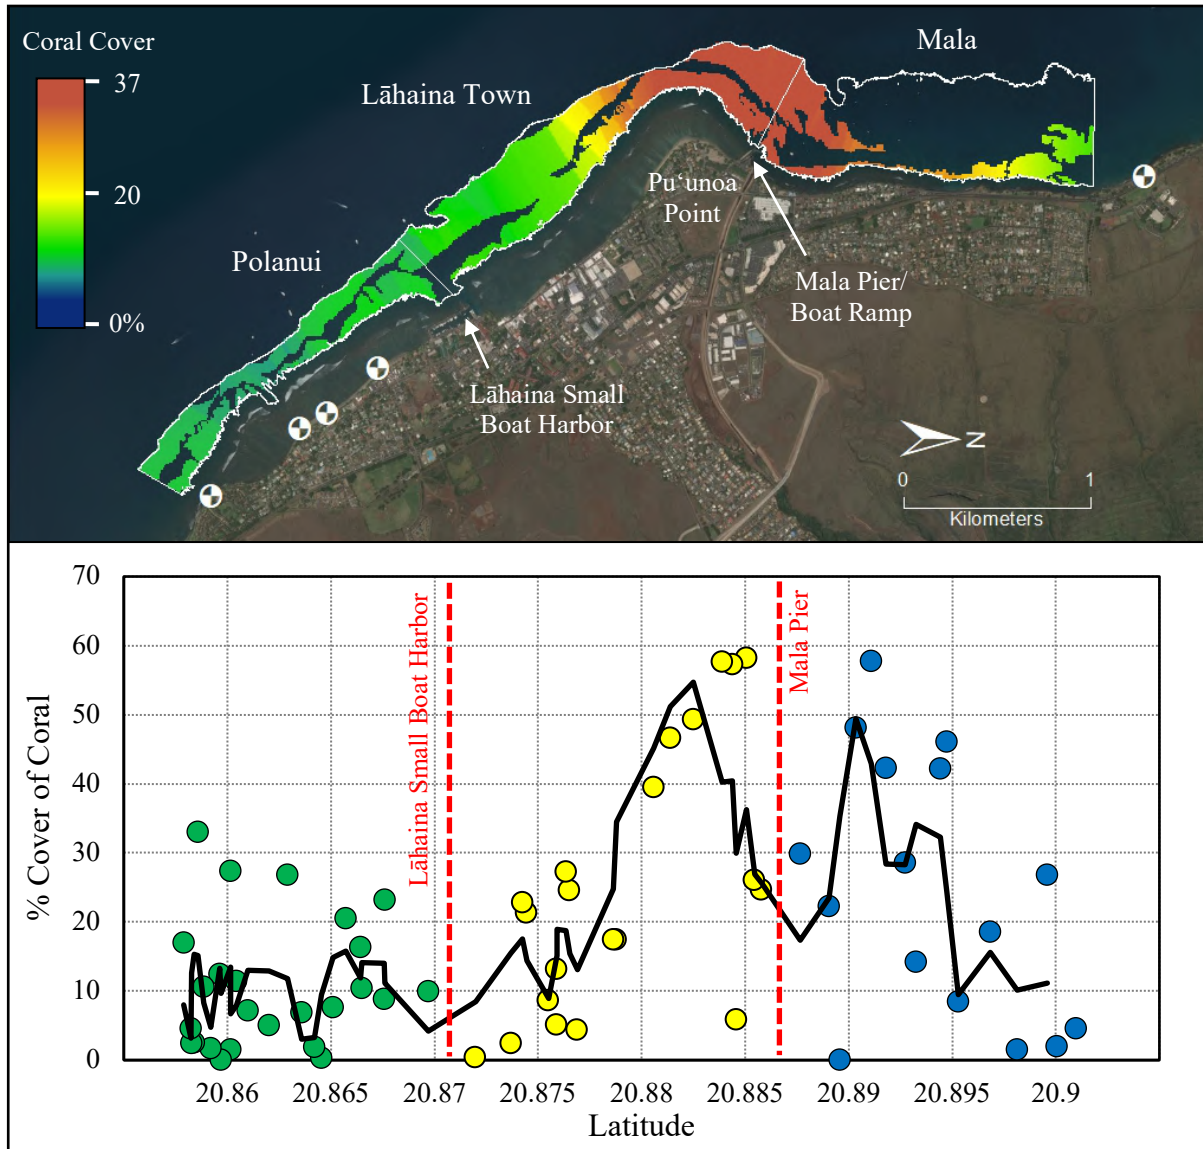 Coral Cover
37
20
0%
Mala
Lāhaina Town
Puʻunoa
Point
Polanui
Mala Pier/
Boat Ramp
Lāhaina Small
Boat Harbor
N
0
1
Kilometers
70
60
50
40
30
20
10
0
% Cover of Coral
Lāhaina Small Boat Harbor
Mala Pier
20.86
20.865
20.87
20.875
20.88
20.885
20.89
20.895
20.9
Latitude